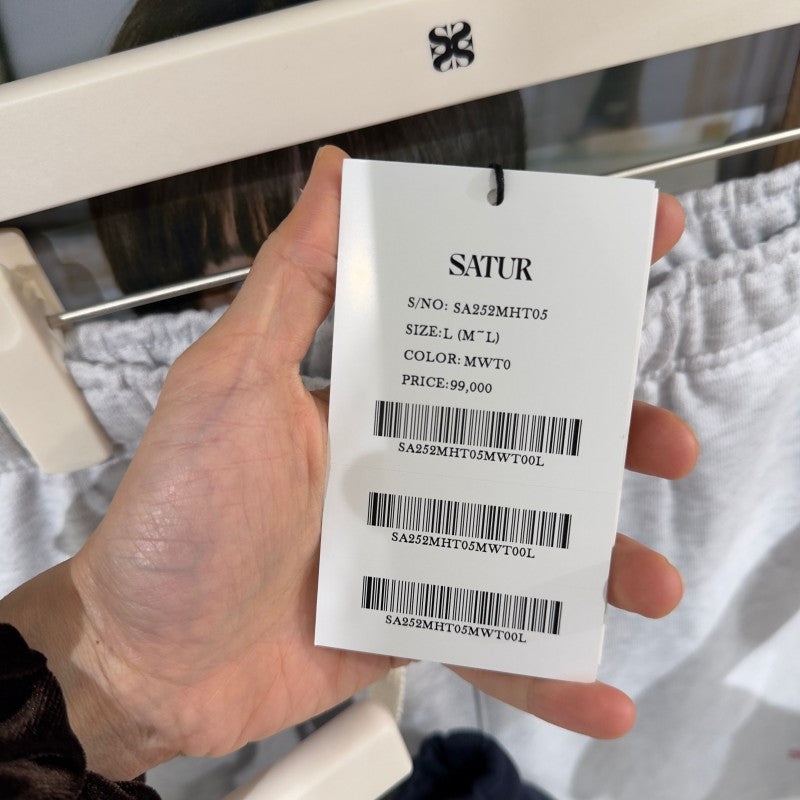 SATUR
S/NO: SA252MHT05
SIZE:L (M~L)
COLOR: MWT0
PRICE:99,000
SA252MHT05MWT00L
SA252MHT05MWT00L
SA252MHT05MWT00L